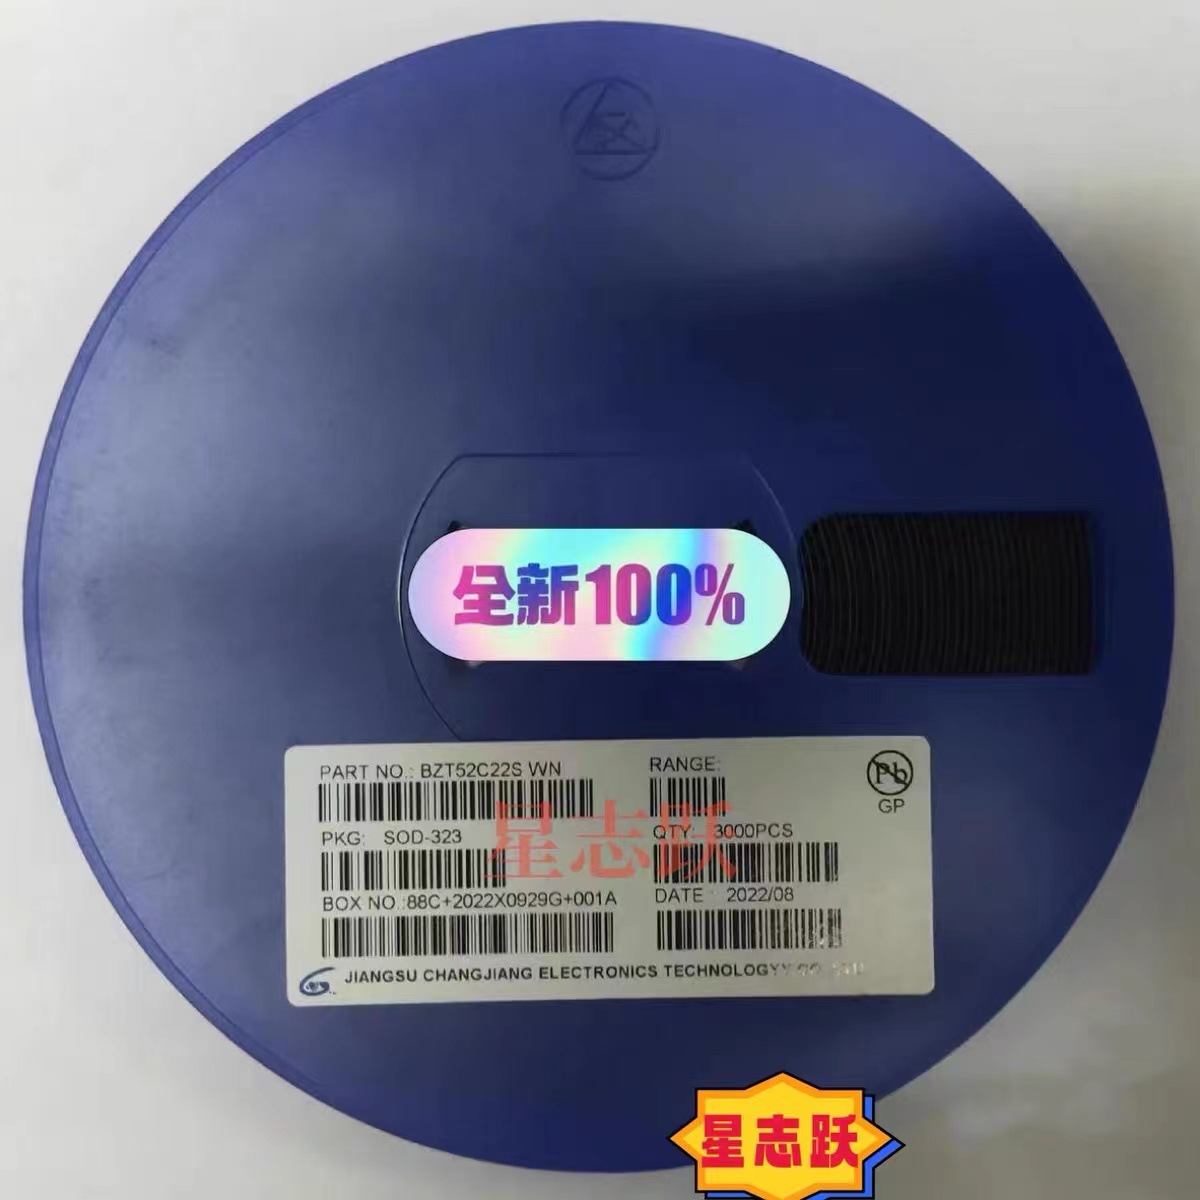 全新100%
PART NO.: BZT52C22S WN
RANGE:
Pb
GP
PKG: SOD-323
QTY: 3000PCS
星志跃
BOX NO.:88C+2022X0929G+001A
DATE: 2022/08
JIANGSU CHANGJIANG ELECTRONICS TECHNOLOGY
星志跃